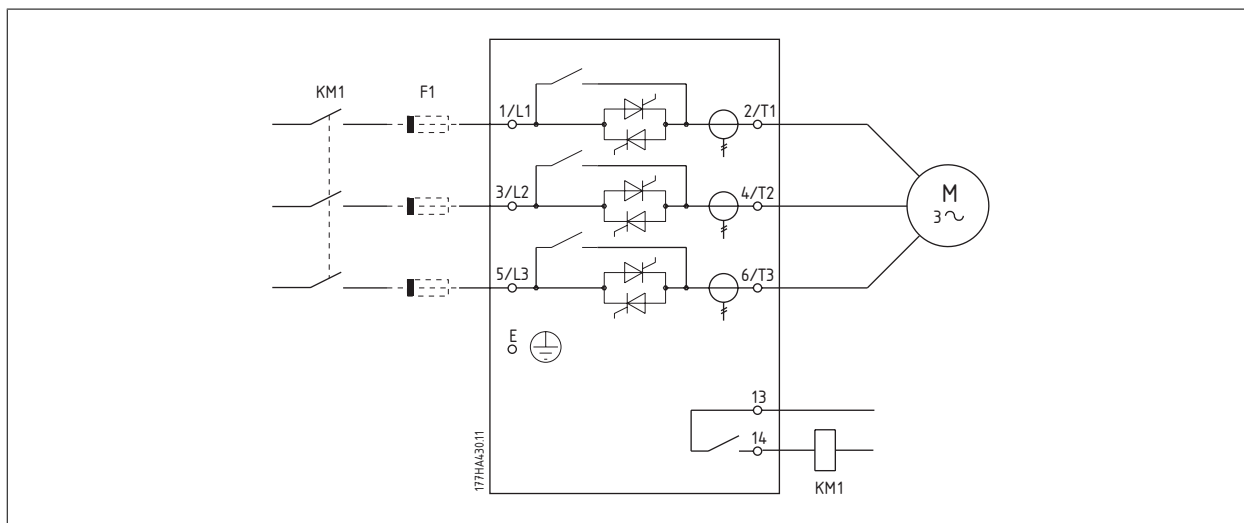 KM1
F1
1/L1
2/T1
3/L2
4/T2
M
3
5/L3
6/T3
E
13
14
KM1
177HA430.11